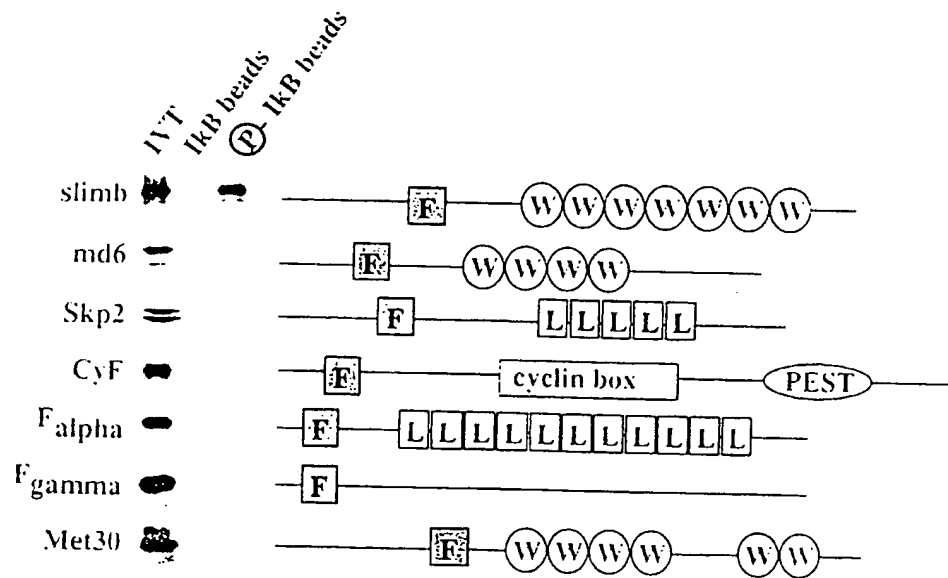 IVT
IkB beads
P - IkB beads
slimb F W W W W W W W
md6 F W W W W
Skp2 F L L L L L
CyF F cyclin box PEST
Falpha F L L L L L L L L L L L
Fgamma F
Met30 F W W W W W W